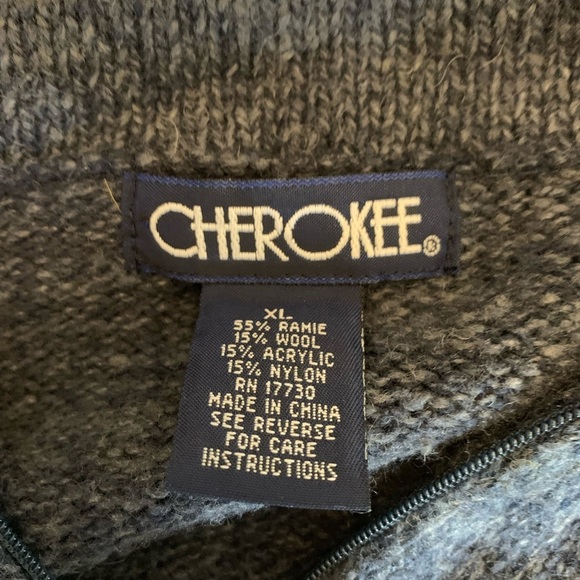 CHEROKEE®
XL
55% RAMIE
15% WOOL
15% ACRYLIC
15% NYLON
RN 17730
MADE IN CHINA
SEE REVERSE
FOR CARE
INSTRUCTIONS